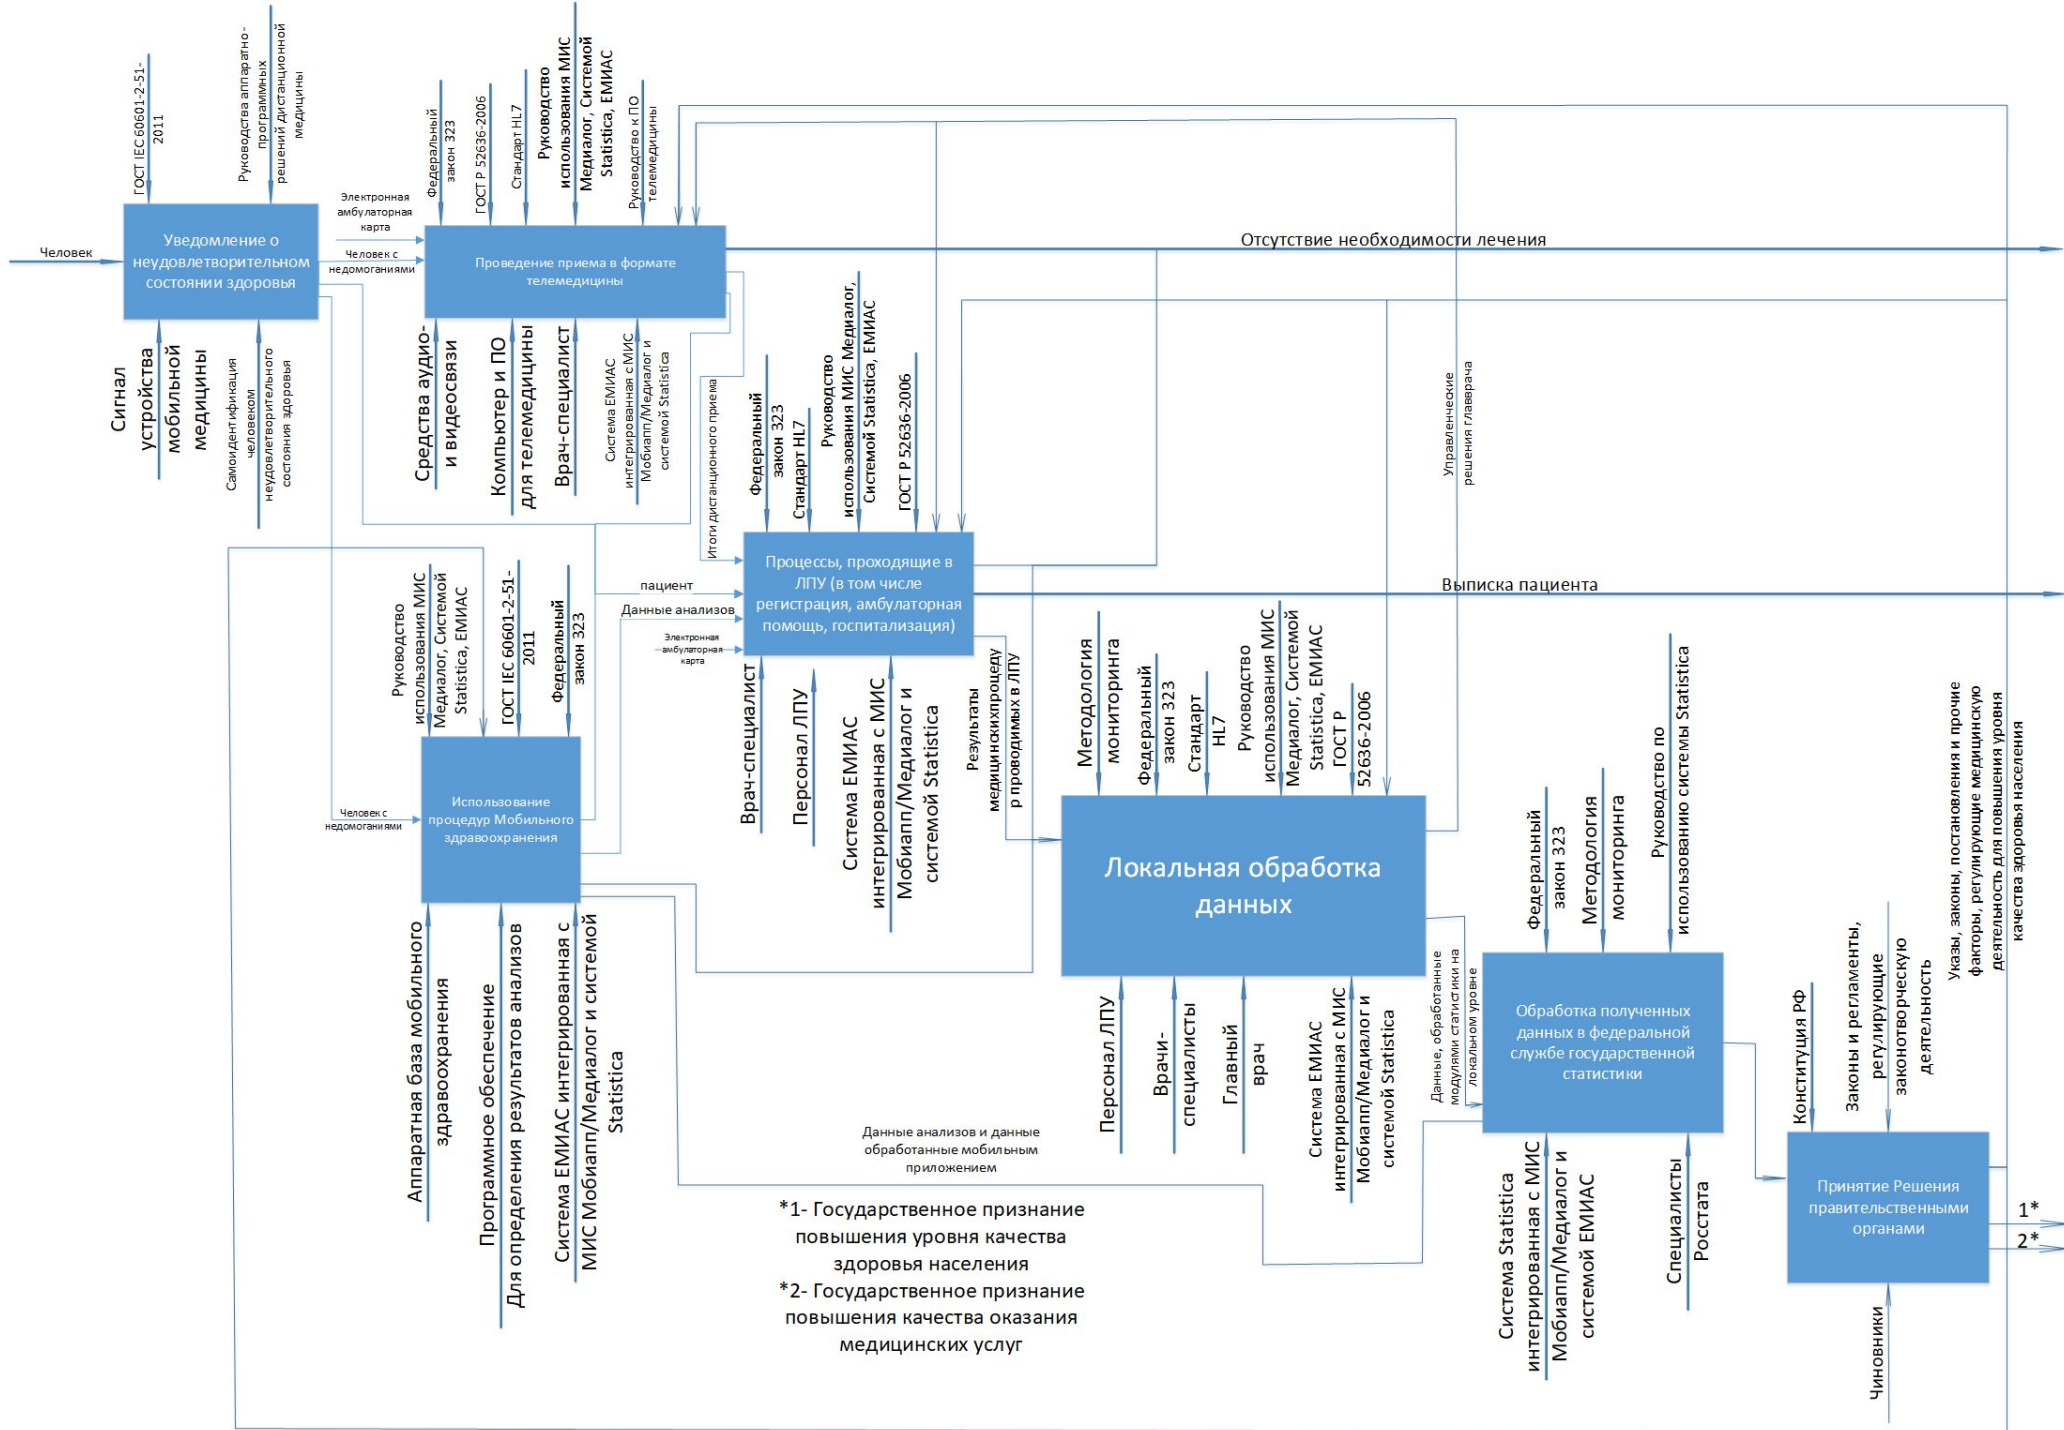 ГОСТ IEC 60601-2-51-
2011
Руководства аппаратно-
программных
решений дистанционной
медицины
Человек
Уведомление о
неудовлетворительном
состоянии здоровья
Сигнал
устройства
мобильной
медицины
Самоидентификация
человеком
неудовлетворительного
состояния здоровья
Электронная
амбулаторная
карта
Человек с
недомоганиями
Федеральный
закон 323
ГОСТ Р 52636-2006
Стандарт HL7
Руководство
использования МИС
Медиалог, Системой
Statistica, ЕМИАС
Руководство к ПО
телемедицины
Проведение приема в формате
телемедицины
Средства аудио-
и видеосвязи
Компьютер и ПО
для телемедицины
Врач-специалист
Система ЕМИАС
интегрированная с МИС
Мобиапп/Медиалог и
системой Statistica
Отсутствие необходимости лечения
Итоги дистанционного приема
Федеральный
закон 323
Стандарт HL7
Руководство
использования МИС Медиалог,
Системой Statistica, ЕМИАС
ГОСТ Р 52636-2006
Управленческие
решения главврача
Процессы, проходящие в
ЛПУ (в том числе
регистрация, амбулаторная
помощь, госпитализация)
пациент
Данные анализов
Электронная
амбулаторная
карта
Выписка пациента
Врач-специалист
Персонал ЛПУ
Система ЕМИАС
интегрированная с МИС
Мобиапп/Медиалог и
системой Statistica
Результаты
медицинскихпроцеду
р проводимых в ЛПУ
Руководство
использования МИС
Медиалог, Системой
Statistica, ЕМИАС
ГОСТ IEC 60601-2-51-
2011
Федеральный
закон 323
Человек с
недомоганиями
Использование
процедур Мобильного
здравоохранения
Аппаратная база мобильного
здравоохранения
Программное обеспечение
Для определения результатов анализов
Система ЕМИАС интегрированная с
МИС Мобиапп/Медиалог и системой
Statistica
Методология
мониторинга
Федеральный
закон 323
Стандарт
HL7
Руководство
использования МИС
Медиалог, Системой
Statistica, ЕМИАС
ГОСТ Р
52636-2006
Локальная обработка
данных
Персонал ЛПУ
Врачи-
специалисты
Главный
врач
Система ЕМИАС
интегрированная с МИС
Мобиапп/Медиалог и
системой Statistica
Данные, обработанные
модулями статистики на
локальном уровне
Федеральный
закон 323
Методология
мониторинга
Руководство по
использованию системы Statistica
Обработка полученных
данных в федеральной
службе государственной
статистики
Система Statistica
интегрированная с МИС
Мобиапп/Медиалог и
системой ЕМИАС
Специалисты
Росстата
Конституция РФ
Законы и регламенты,
регулирующие
законотворческую
деятельность
Указы, законы, постановления и прочие
факторы, регулирующие медицинскую
деятельность для повышения уровня
качества здоровья населения
Принятие Решения
правительственными
органами
1*
2*
Чиновники
Данные анализов и данные
обработанные мобильным
приложением
*1- Государственное признание
повышения уровня качества
здоровья населения
*2- Государственное признание
повышения качества оказания
медицинских услуг